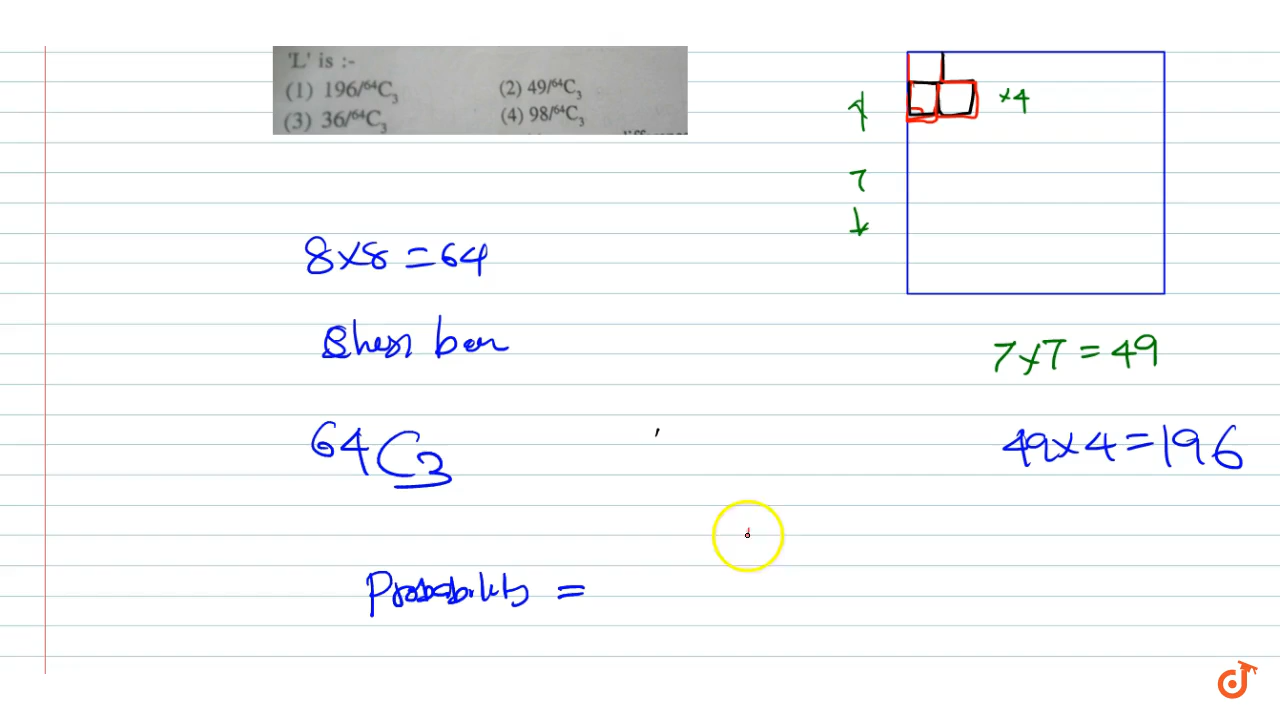 'L' is :-
(1) 196/⁶⁴C₃ (2) 49/⁶⁴C₃
(3) 36/⁶⁴C₃ (4) 98/⁶⁴C₃
×4
7
8×8 = 64
7×7 = 49
⁶⁴C₃
49×4 = 196
Probability =